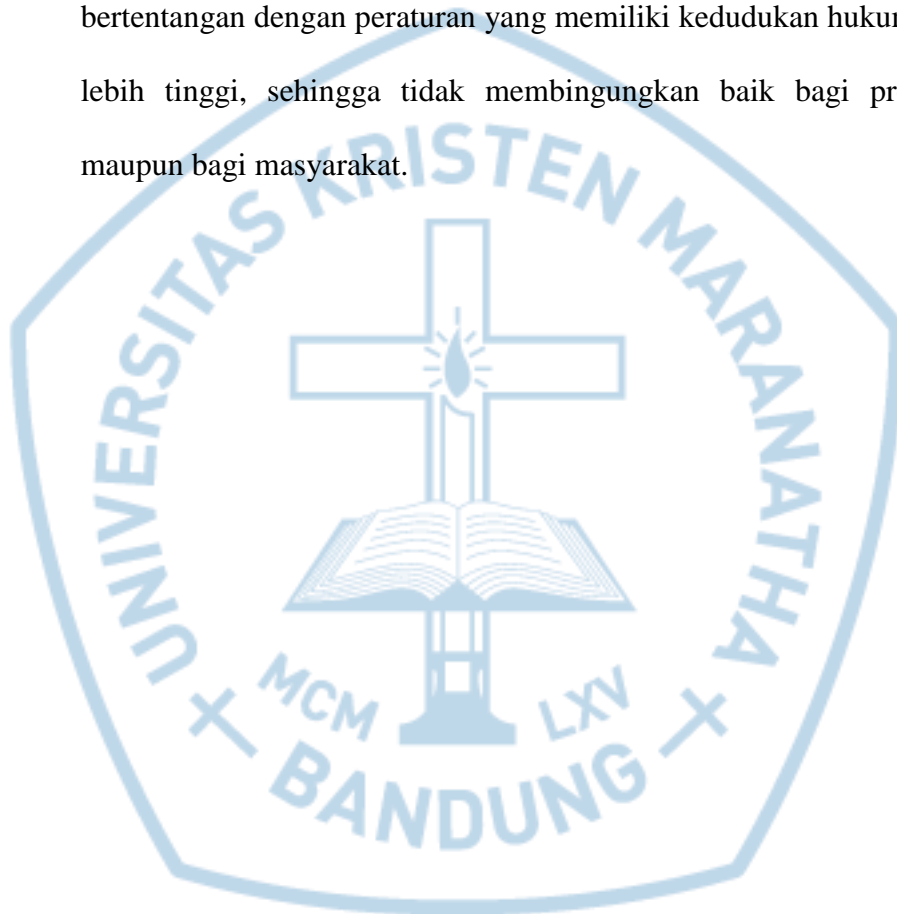 bertentangan dengan peraturan yang memiliki kedudukan
lebih tinggi, sehingga tidak membingungkan baik bagi
maupun bagi masyarakat.
UNIVERSITAS KRISTEN MARANATHA
MCM LXV
BANDUNG